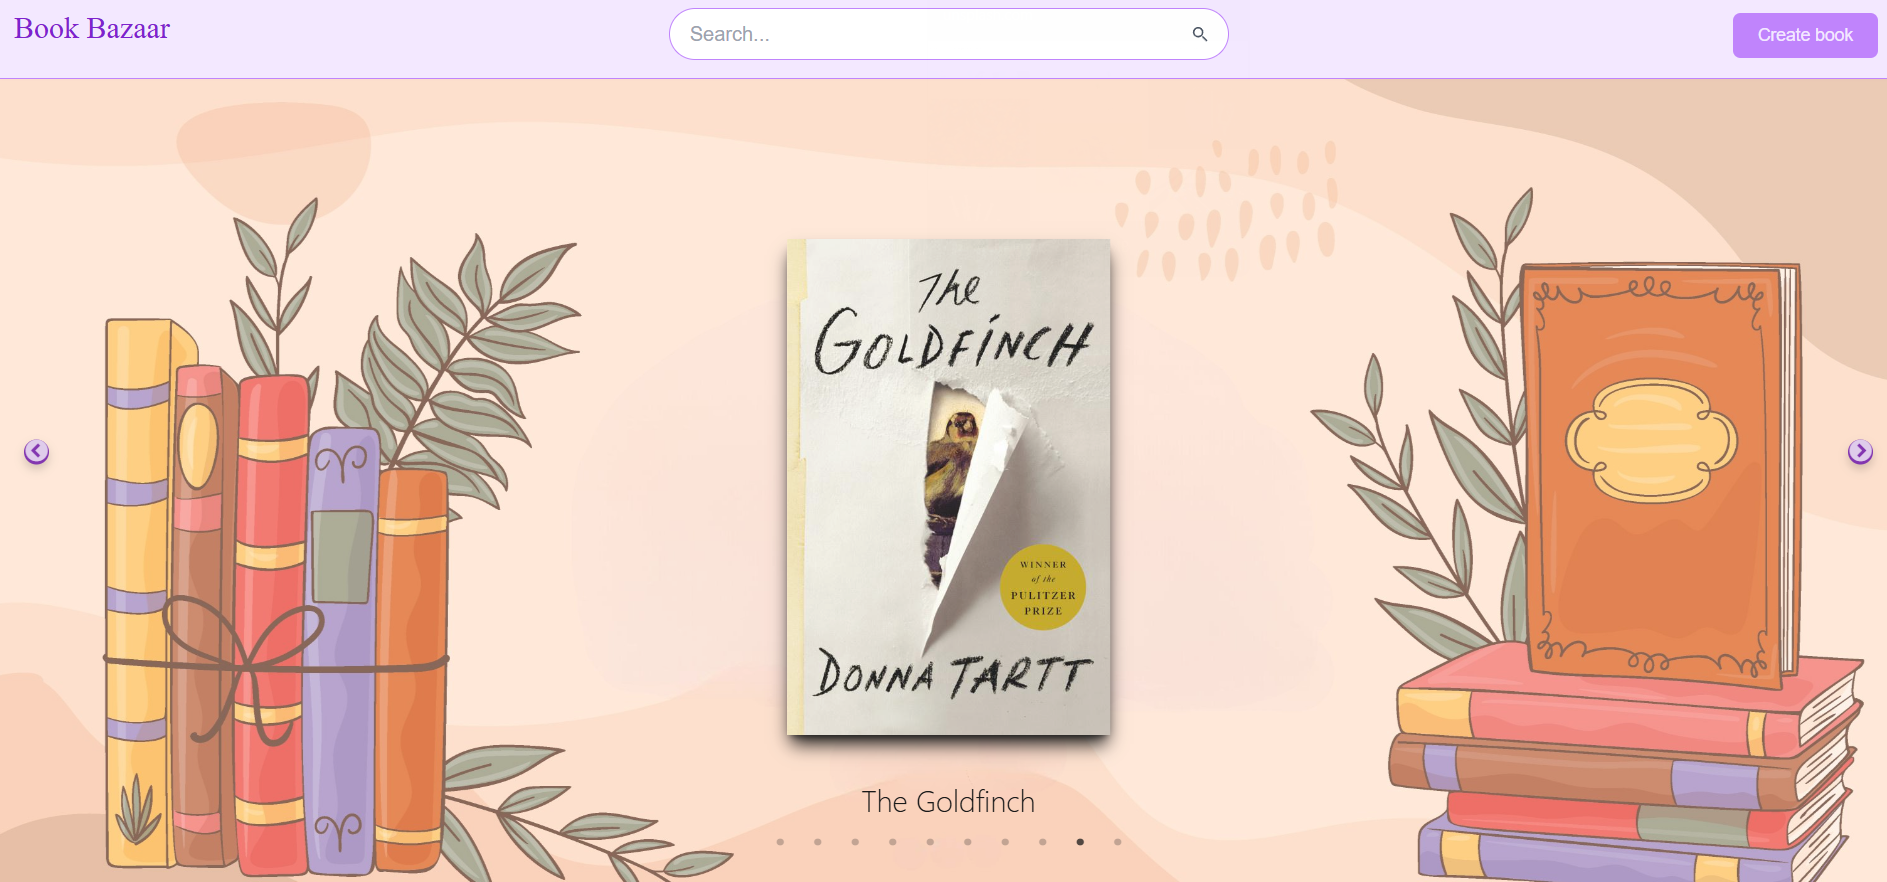 Book Bazaar
Search...
Create book
The
GOLDFINCH
WINNER
of the
PULITZER
PRIZE
DONNA TARTT
The Goldfinch